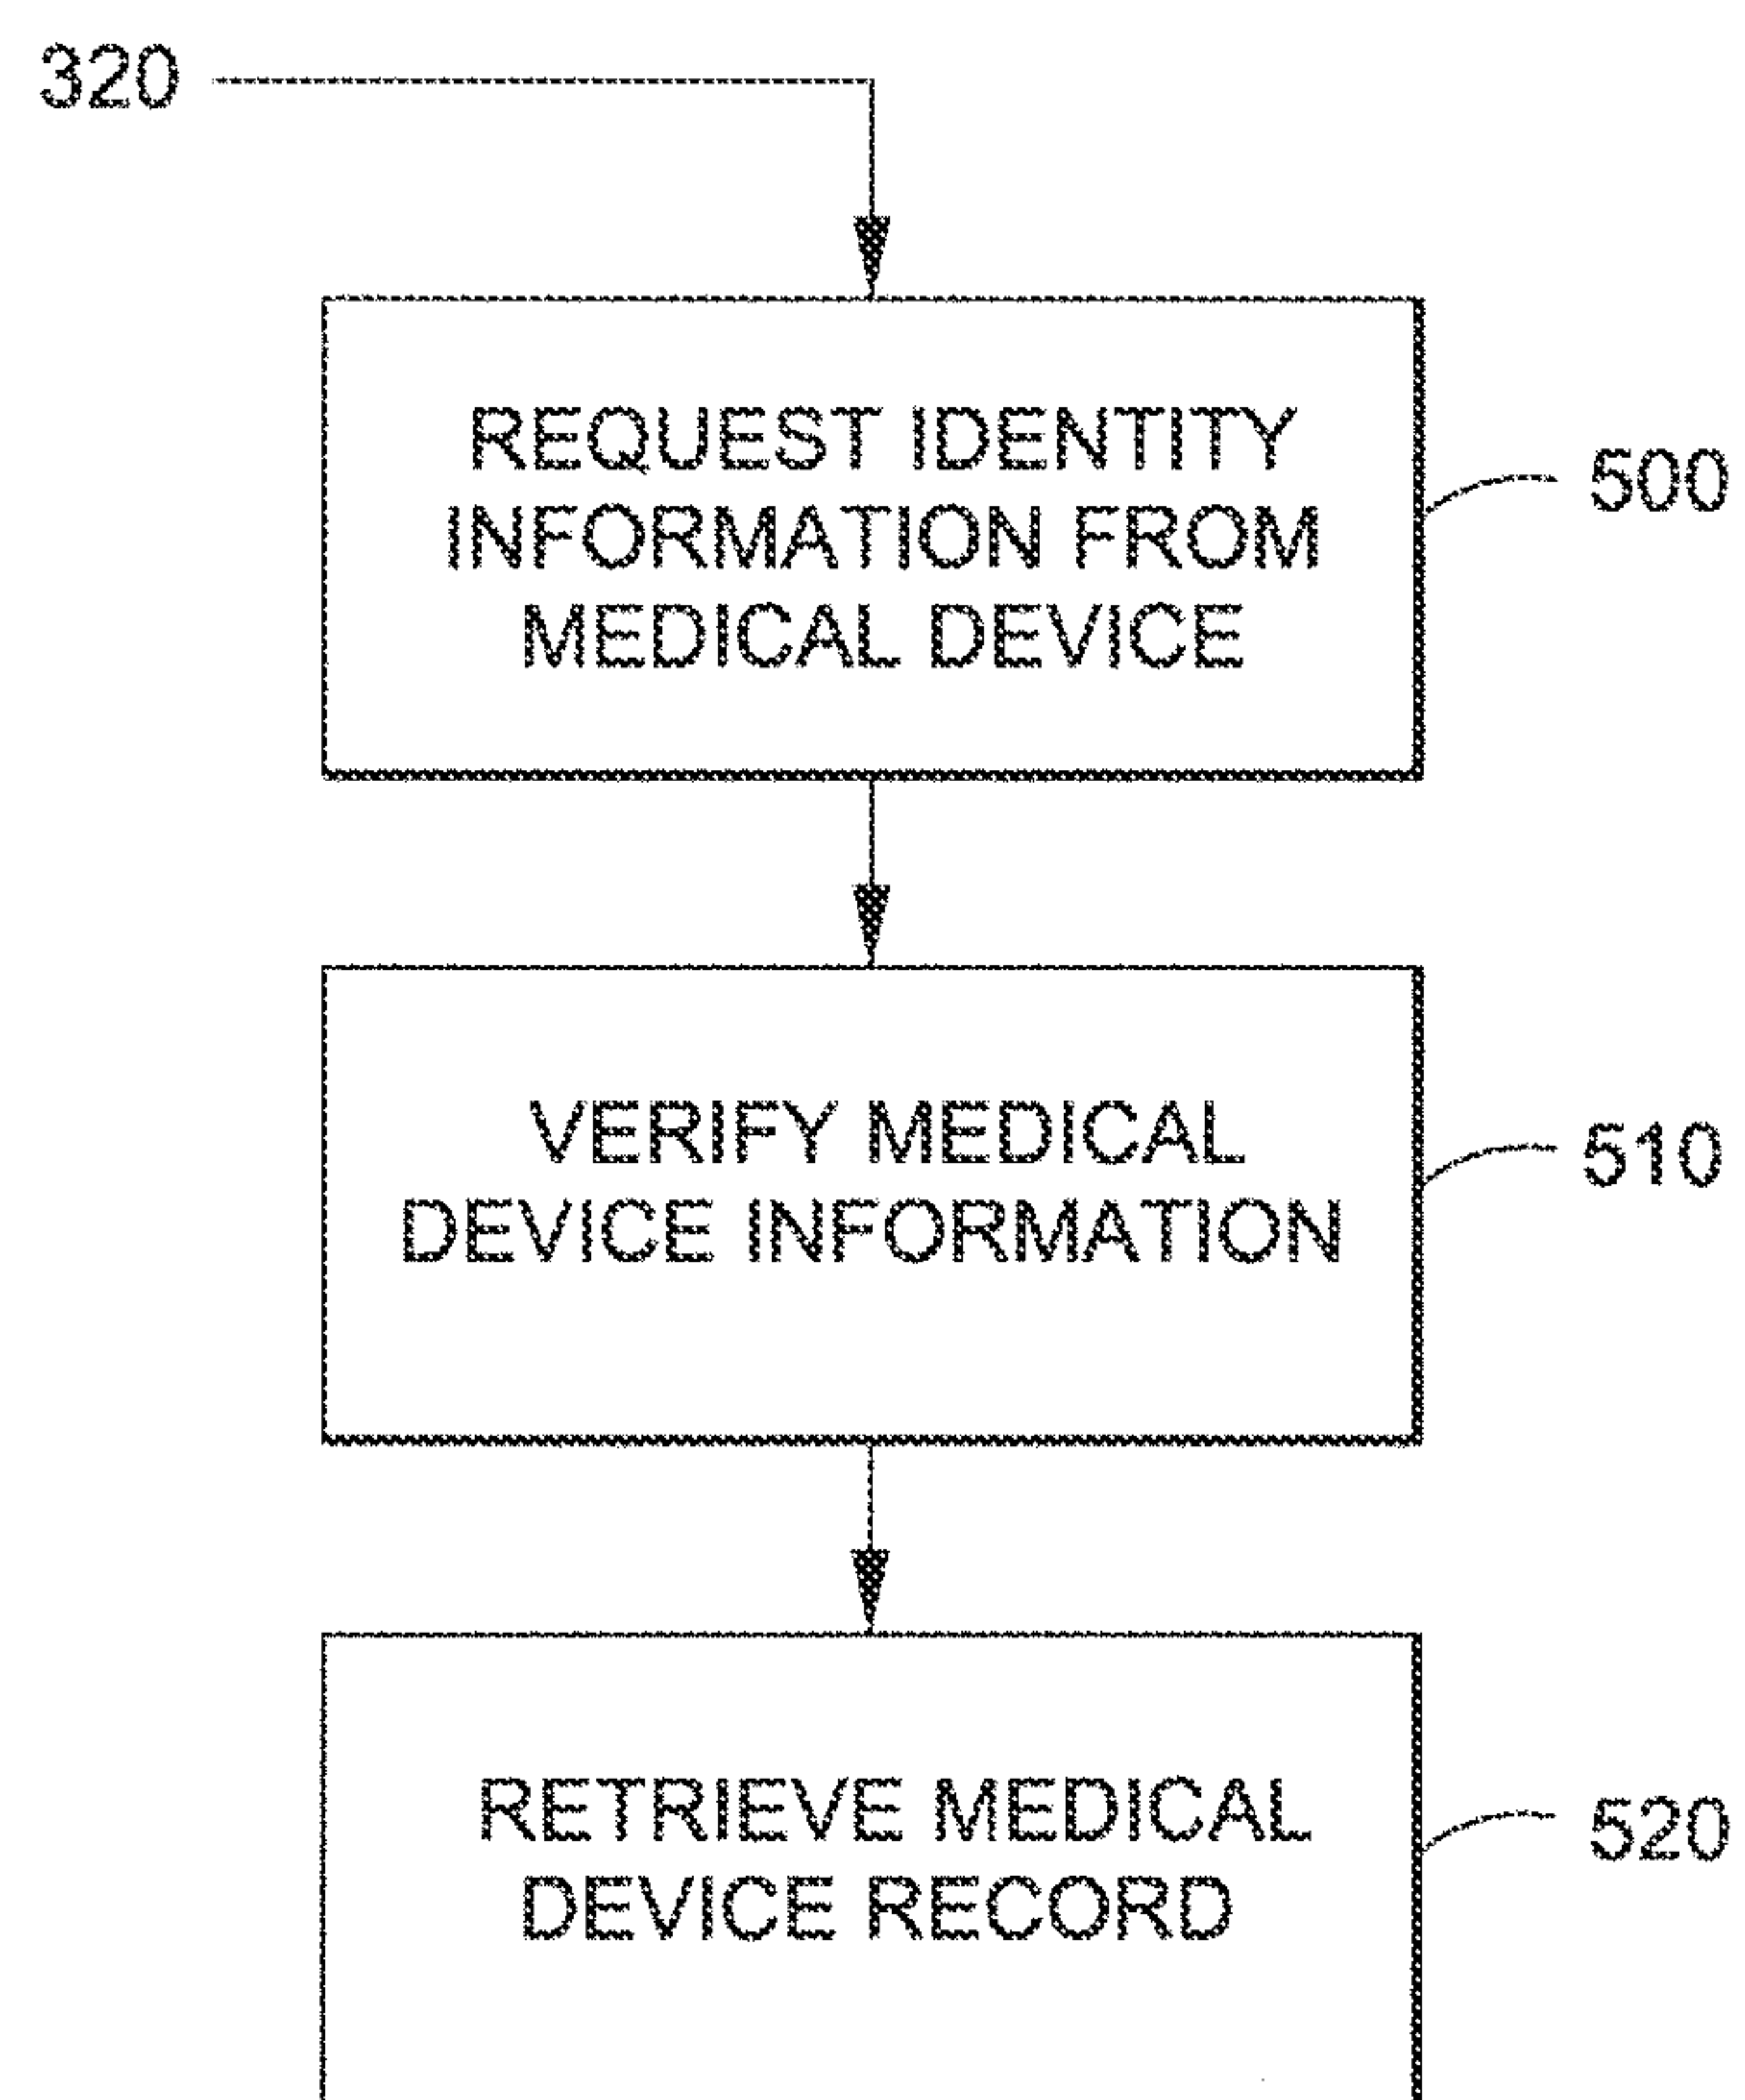 320
REQUEST IDENTITY
INFORMATION FROM
MEDICAL DEVICE
500
VERIFY MEDICAL
DEVICE INFORMATION
510
RETRIEVE MEDICAL
DEVICE RECORD
520